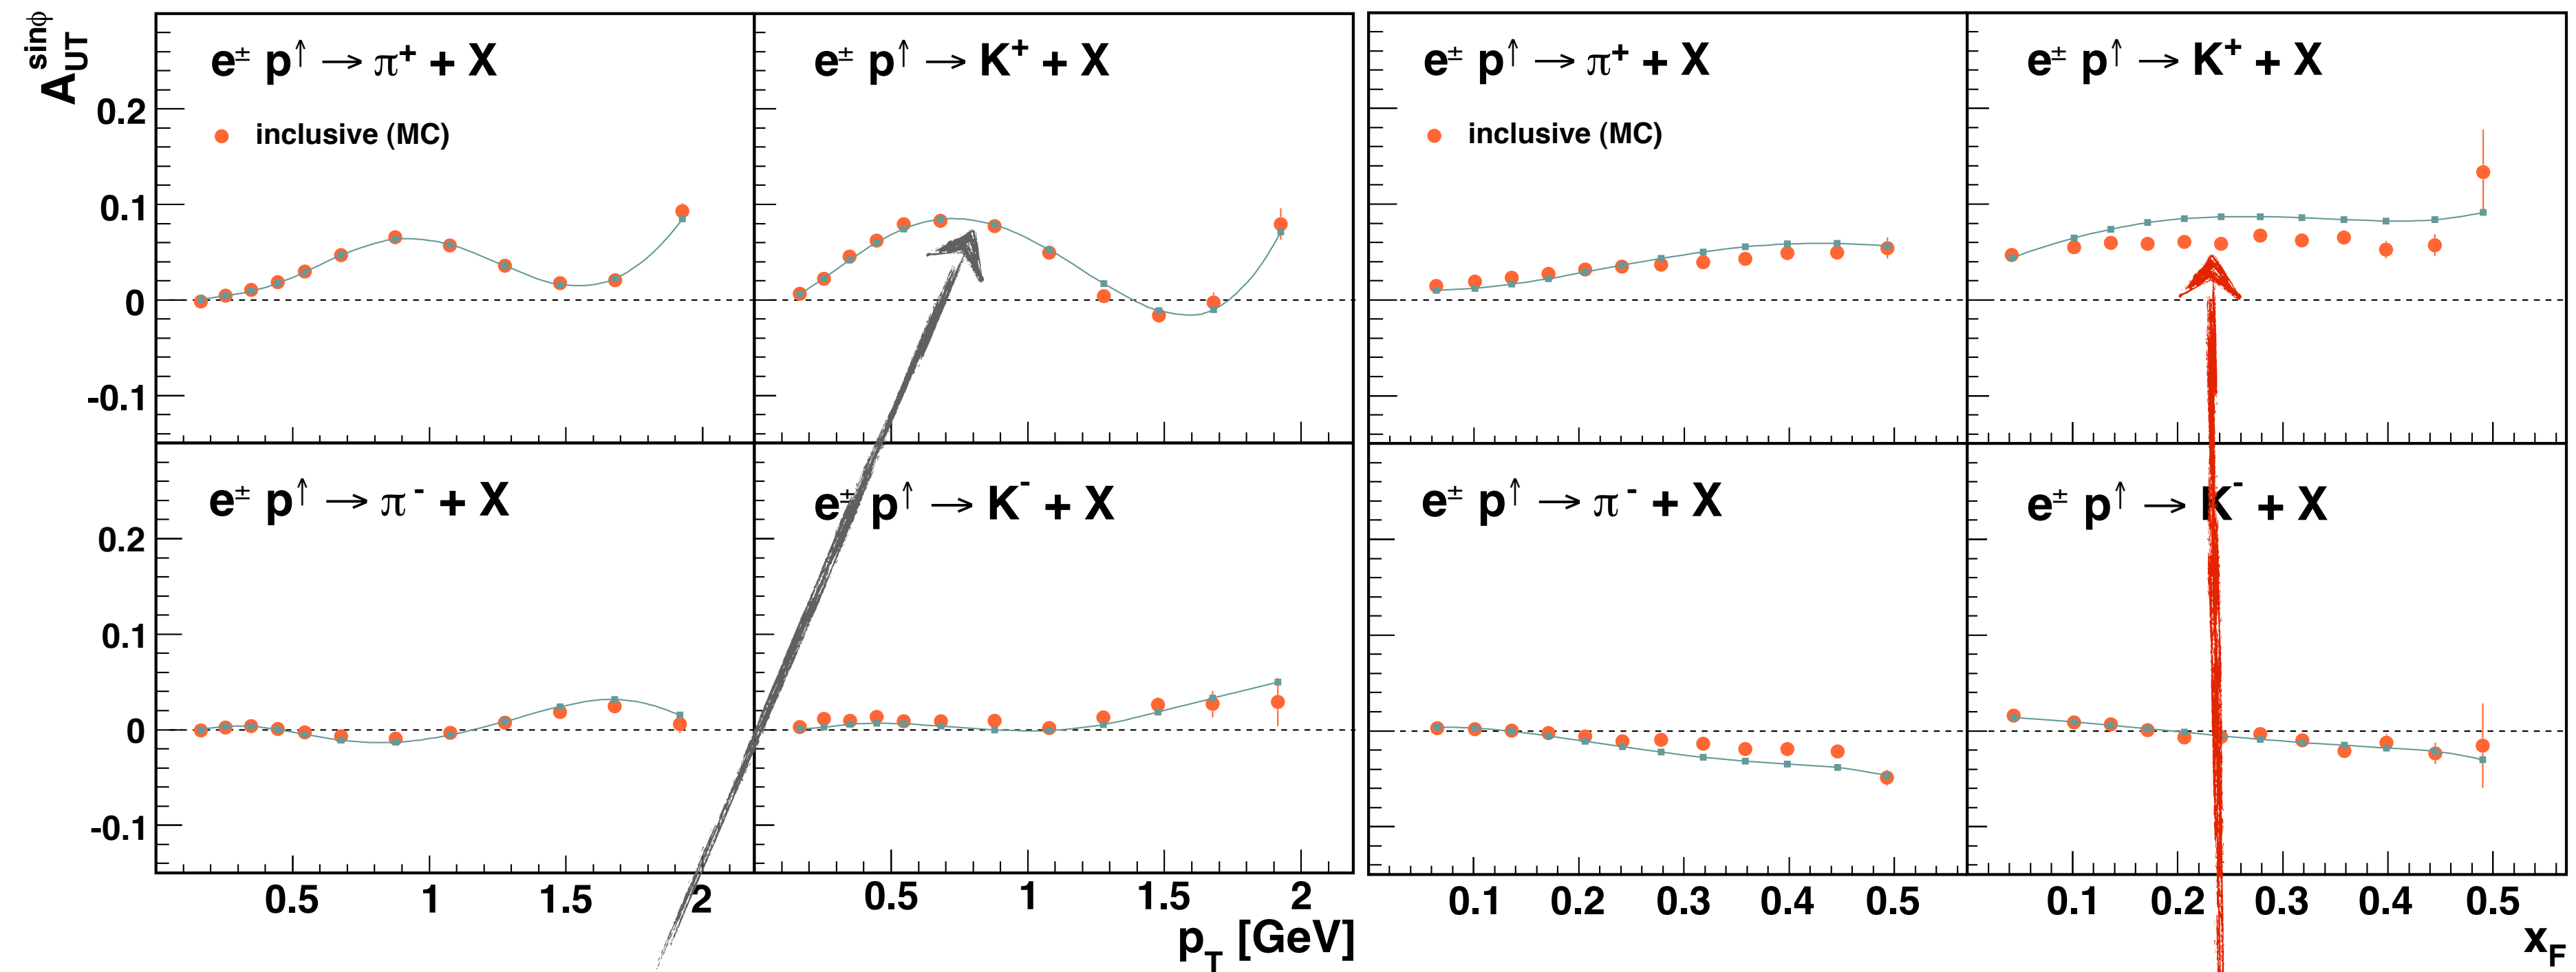 A_UT^sinϕ
e± p↑ → π+ + X
e± p↑ → K+ + X
e± p↑ → π+ + X
e± p↑ → K+ + X
inclusive (MC)
inclusive (MC)
0.2
0.1
0
-0.1
e± p↑ → π- + X
e± p↑ → K- + X
e± p↑ → π- + X
e± p↑ → K- + X
0.2
0.1
0
-0.1
0.5 1 1.5 2
0.5 1 1.5 2
0.1 0.2 0.3 0.4 0.5
0.1 0.2 0.3 0.4 0.5
p_T [GeV]
x_F